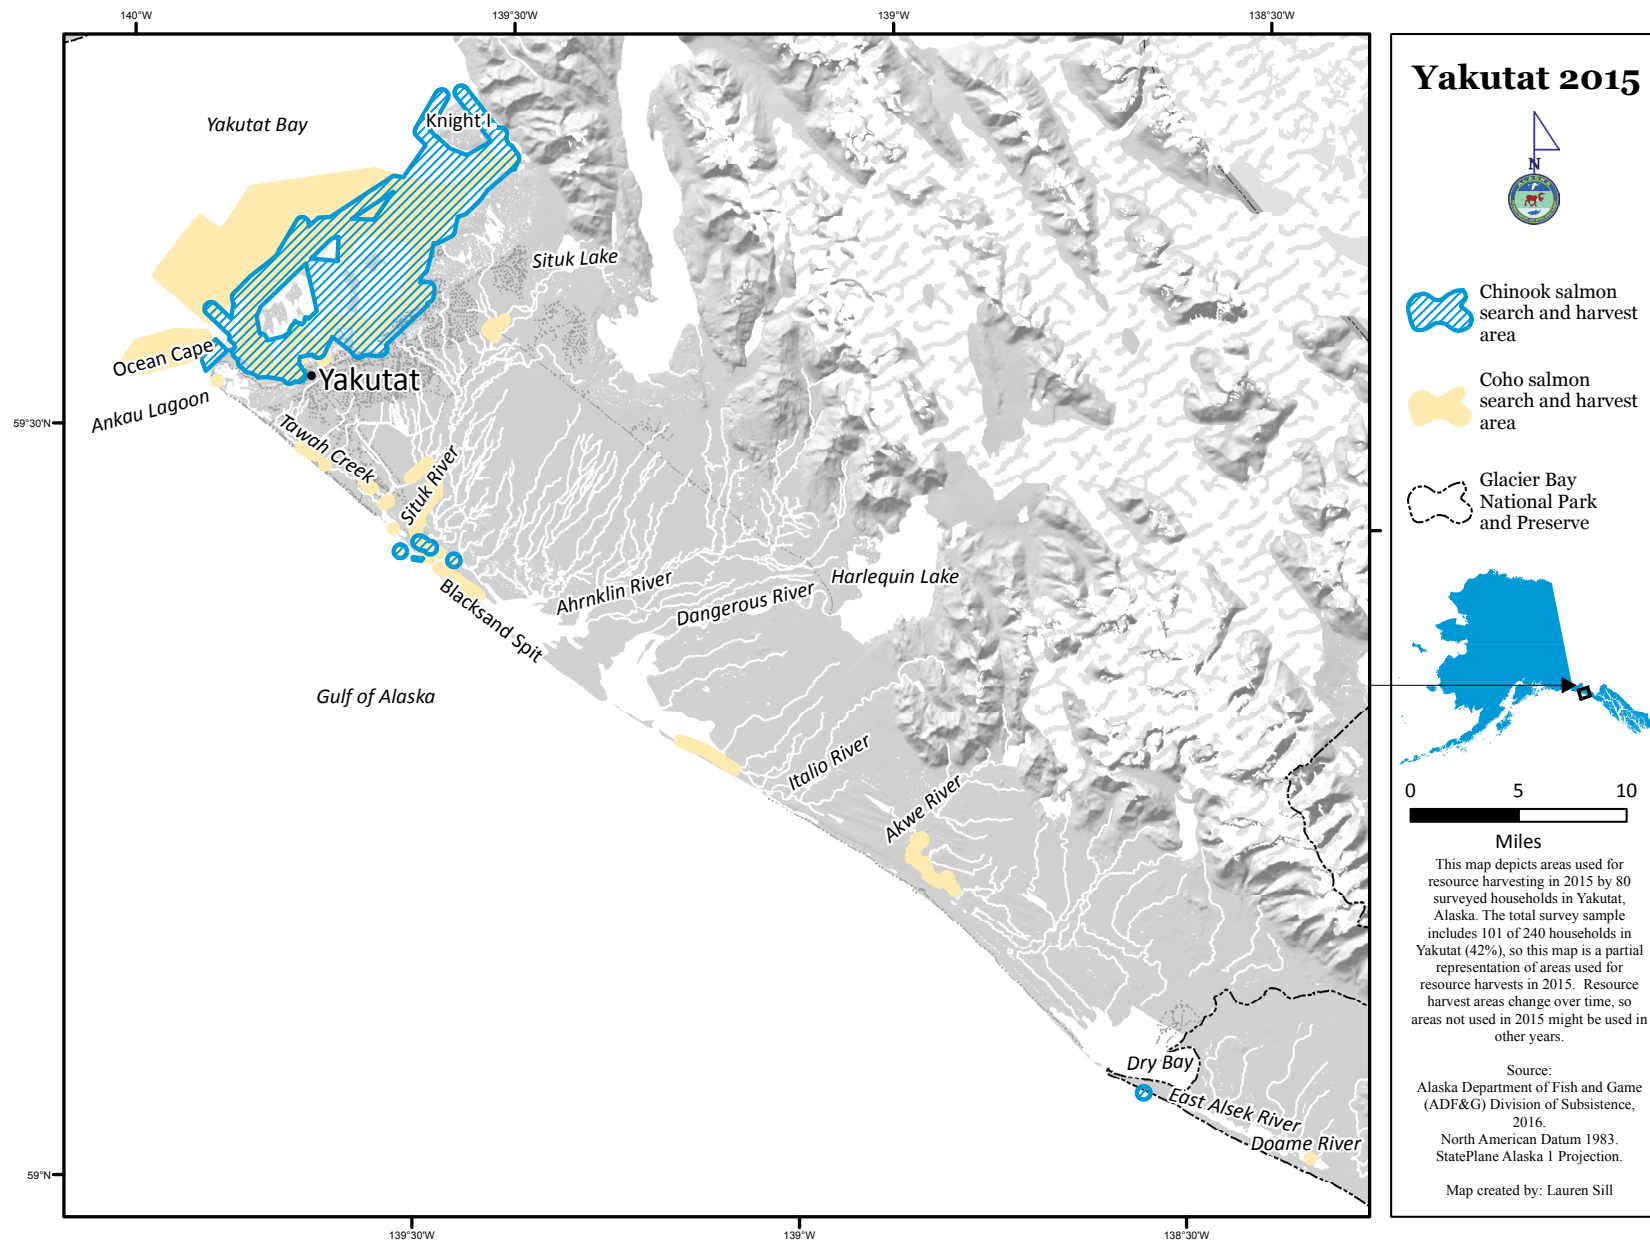 140°W
139°30'W
139°W
138°30'W
Yakutat Bay
Knight I
Situk Lake
Ocean Cape
Yakutat
Ankau Lagoon
59°30'N
Tawah Creek
Situk River
Blacksand Spit
Ahrnklin River
Dangerous River
Harlequin Lake
Gulf of Alaska
Italio River
Akwe River
Dry Bay
East Alsek River
Doame River
59°N
139°30'W
139°W
138°30'W
Yakutat 2015
N
ALASKA
Chinook salmon
search and harvest
area
Coho salmon
search and harvest
area
Glacier Bay
National Park
and Preserve
0 5 10
Miles
This map depicts areas used for
resource harvesting in 2015 by 80
surveyed households in Yakutat,
Alaska. The total survey sample
includes 101 of 240 households in
Yakutat (42%), so this map is a partial
representation of areas used for
resource harvests in 2015. Resource
harvest areas change over time, so
areas not used in 2015 might be used in
other years.
Source:
Alaska Department of Fish and Game
(ADF&G) Division of Subsistence,
2016.
North American Datum 1983.
StatePlane Alaska 1 Projection.
Map created by: Lauren Sill